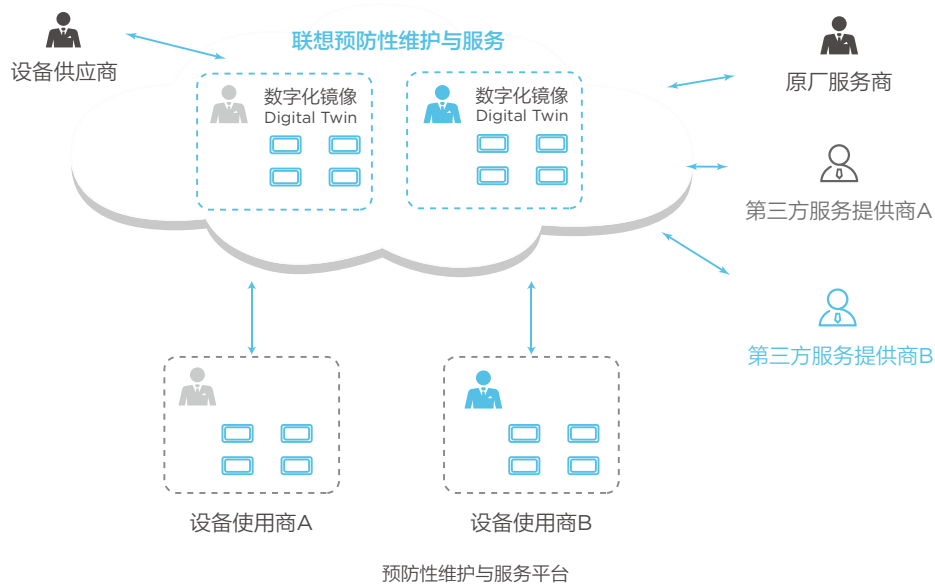 联想预防性维护与服务
设备供应商
数字化镜像
Digital Twin
数字化镜像
Digital Twin
原厂服务商
第三方服务提供商A
第三方服务提供商B
设备使用商A
设备使用商B
预防性维护与服务平台